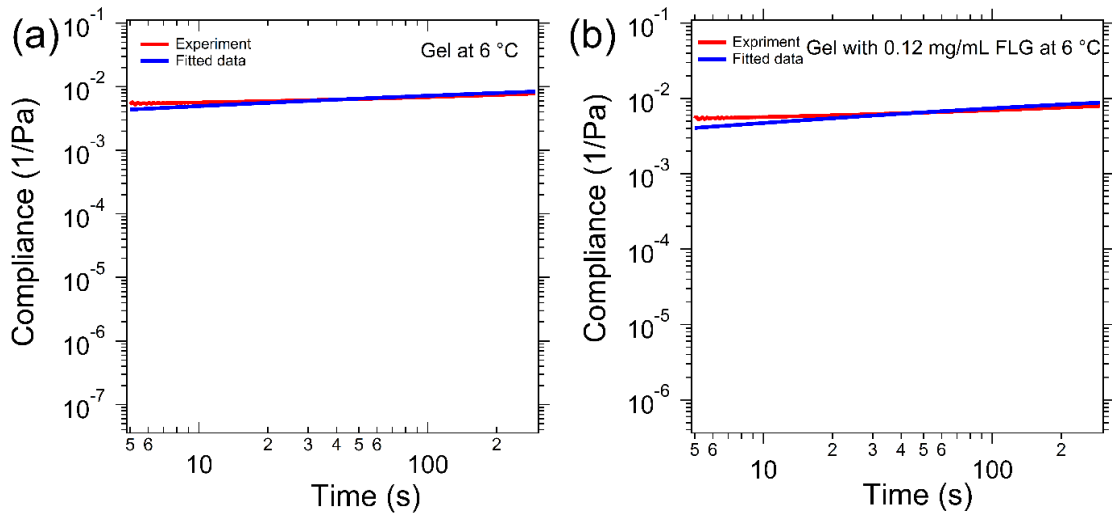 (a)
Experiment
Fitted data
Gel at 6 °C
Compliance (1/Pa)
10⁻¹
10⁻²
10⁻³
10⁻⁴
10⁻⁵
10⁻⁶
10⁻⁷
5 6 2 3 4 5 6 2
10 100
Time (s)
(b)
Expriment
Fitted data
Gel with 0.12 mg/mL FLG at 6 °C
Compliance (1/Pa)
10⁻¹
10⁻²
10⁻³
10⁻⁴
10⁻⁵
10⁻⁶
5 6 2 3 4 5 6 2
10 100
Time (s)